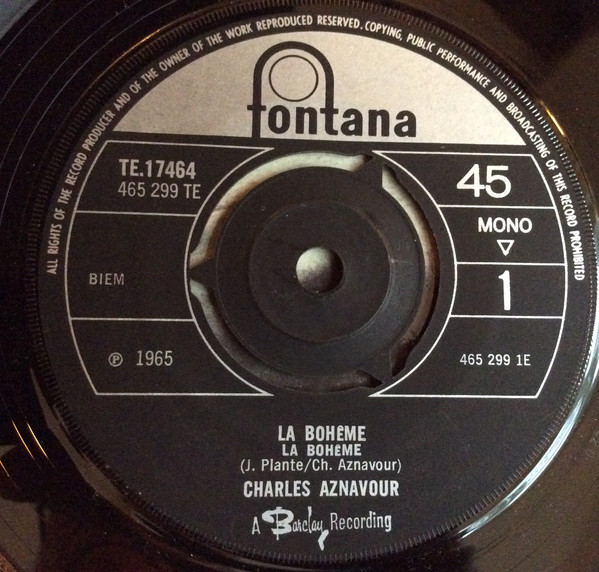 ALL RIGHTS OF THE RECORD PRODUCER AND OF THE OWNER OF THE WORK REPRODUCED RESERVED. COPYING, PUBLIC PERFORMANCE AND BROADCASTING OF THIS RECORD PROHIBITED
fontana
TE.17464
465 299 TE
45
MONO
BIEM
1
℗ 1965
465 299 1E
LA BOHêME
LA BOHêME
(J. Plante/Ch. Aznavour)
CHARLES AZNAVOUR
A Barclay Recording